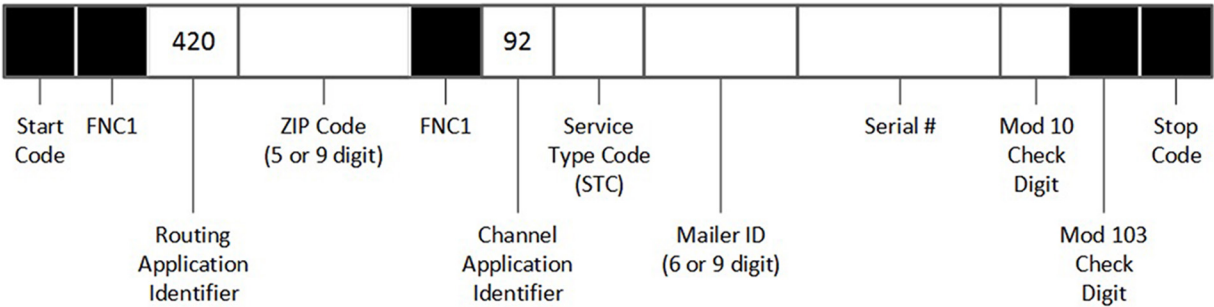 420
92
Start
Code
FNC1
ZIP Code
(5 or 9 digit)
FNC1
Service
Type Code
(STC)
Serial #
Mod 10
Check
Digit
Stop
Code
Routing
Application
Identifier
Channel
Application
Identifier
Mailer ID
(6 or 9 digit)
Mod 103
Check
Digit